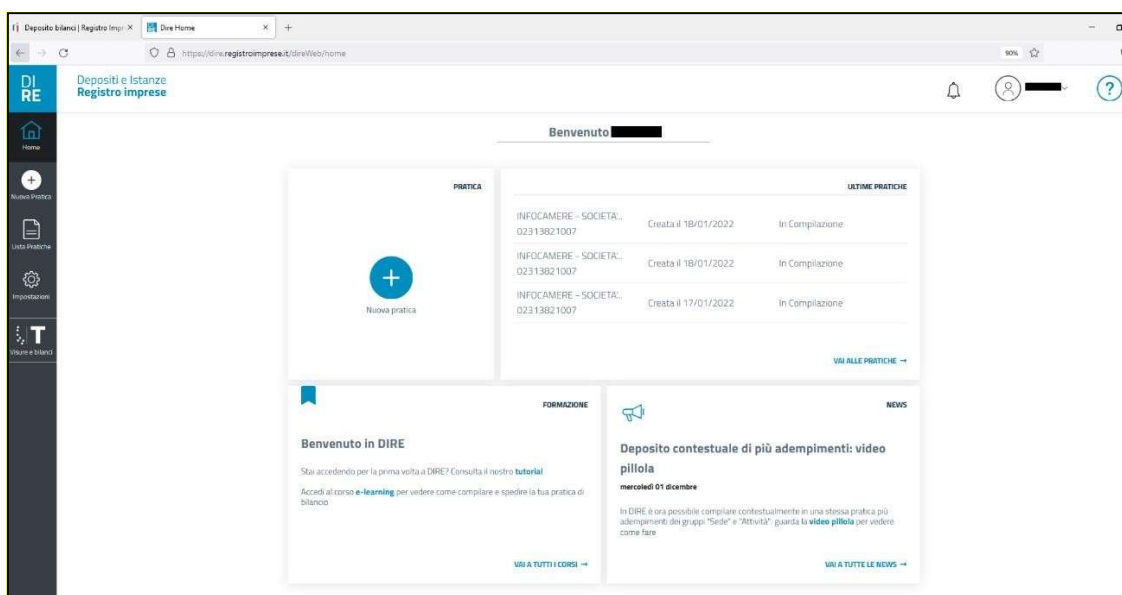 Deposito bilanci | Registro Impr
Dire Home
https://dire.registroimprese.it/direWeb/home
90%
DI
RE
Depositi e Istanze
Registro imprese
?
Home
Nuova Pratica
Lista Pratiche
Impostazioni
T
Visure e bilanci
Benvenuto
PRATICA
Nuova pratica
ULTIME PRATICHE
INFOCAMERE - SOCIETA'...
02313821007
Creata il 18/01/2022
In Compilazione
INFOCAMERE - SOCIETA'...
02313821007
Creata il 18/01/2022
In Compilazione
INFOCAMERE - SOCIETA'...
02313821007
Creata il 17/01/2022
In Compilazione
VAI ALLE PRATICHE →
FORMAZIONE
Benvenuto in DIRE
Stai accedendo per la prima volta a DIRE? Consulta il nostro tutorial
Accedi al corso e-learning per vedere come compilare e spedire la tua pratica di
bilancio
VAI A TUTTI I CORSI →
NEWS
Deposito contestuale di più adempimenti: video
pillola
mercoledì 01 dicembre
In DIRE è ora possibile compilare contestualmente in una stessa pratica più
adempimenti dei gruppi "Sede" e "Attività": guarda la video pillola per vedere
come fare
VAI A TUTTE LE NEWS →